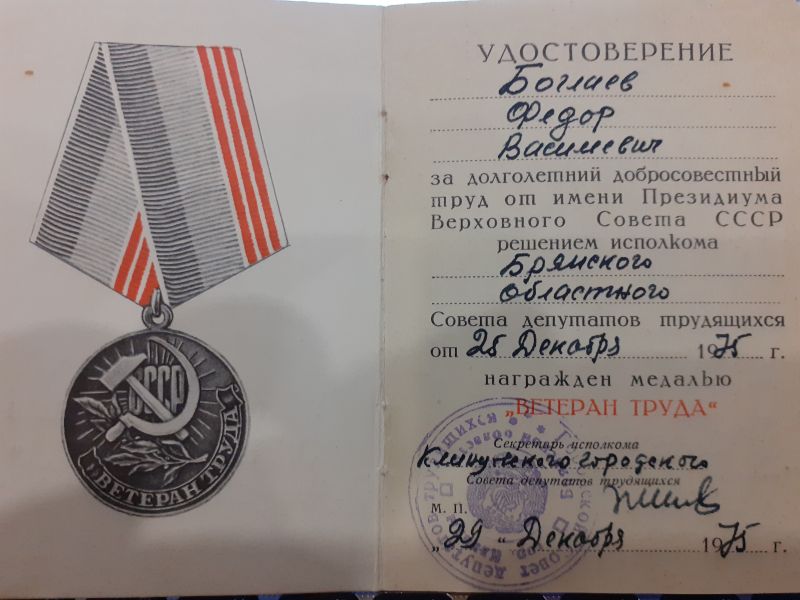 СССР
ВЕТЕРАН ТРУДА
УДОСТОВЕРЕНИЕ
Боглаев
Федор
Василевич
за долголетний добросовестный
труд от имени Президиума
Верховного Совета СССР
решением исполкома
Брянского
областного
Совета депутатов трудящихся
от 25 Декабря 1975 г.
награжден медалью
„ВЕТЕРАН ТРУДА“
Секретарь исполкома
Клинцовского городского
Совета депутатов трудящихся
М. П.
„29“ Декабря 1975 г.